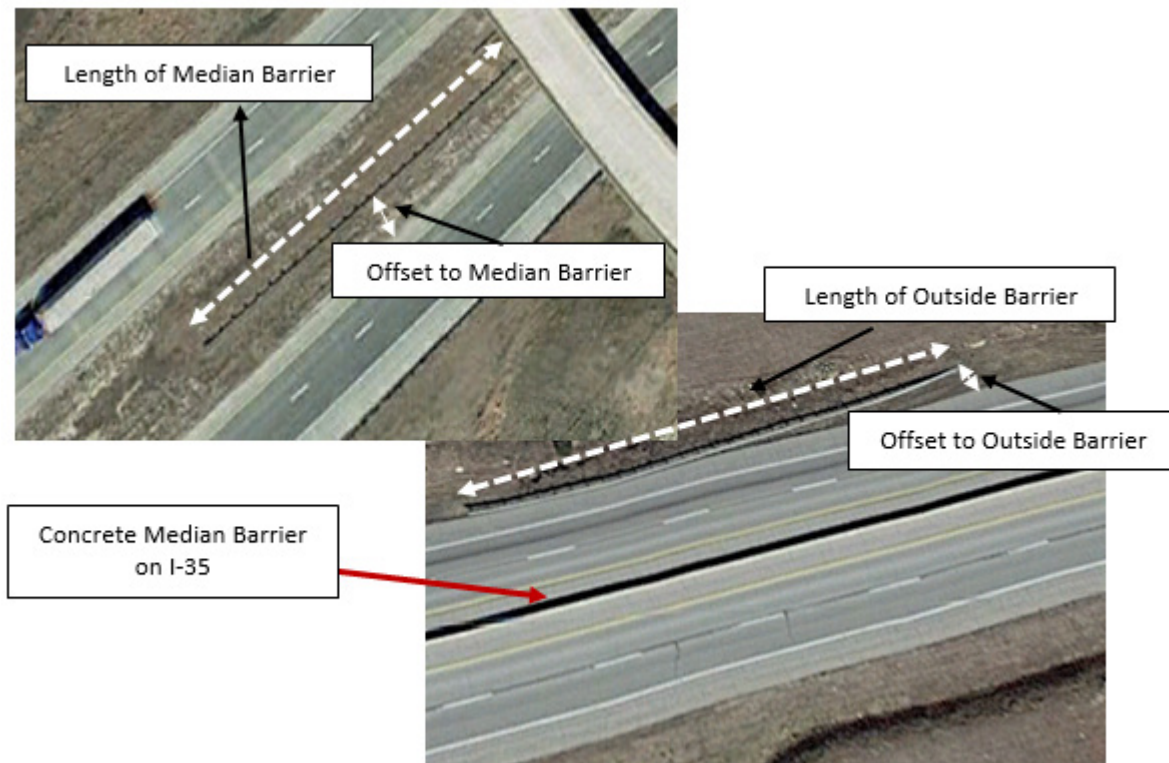 Length of Median Barrier
Offset to Median Barrier
Length of Outside Barrier
Offset to Outside Barrier
Concrete Median Barrier
on I-35